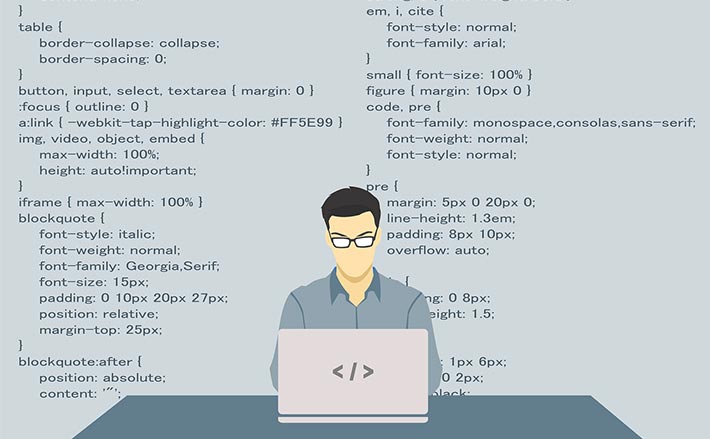 }
table {
border-collapse: collapse;
border-spacing: 0;
}
button, input, select, textarea { margin: 0 }
:focus { outline: 0 }
a:link { -webkit-tap-highlight-color: #FF5E99 }
img, video, object, embed {
max-width: 100%;
height: auto!important;
}
iframe { max-width: 100% }
blockquote {
font-style: italic;
font-weight: normal;
font-family: Georgia,Serif;
font-size: 15px;
padding: 0 10px 20px 27px;
position: relative;
margin-top: 25px;
}
blockquote:after {
position: absolute;
content: '"';
em, i, cite {
font-style: normal;
font-family: arial;
}
small { font-size: 100% }
figure { margin: 10px 0 }
code, pre {
font-family: monospace,consolas,sans-serif;
font-weight: normal;
font-style: normal;
}
pre {
margin: 5px 0 20px 0;
line-height: 1.3em;
padding: 8px 10px;
overflow: auto;
{
0 8px;
1.5;
1px 6px;
0 2px;
</>